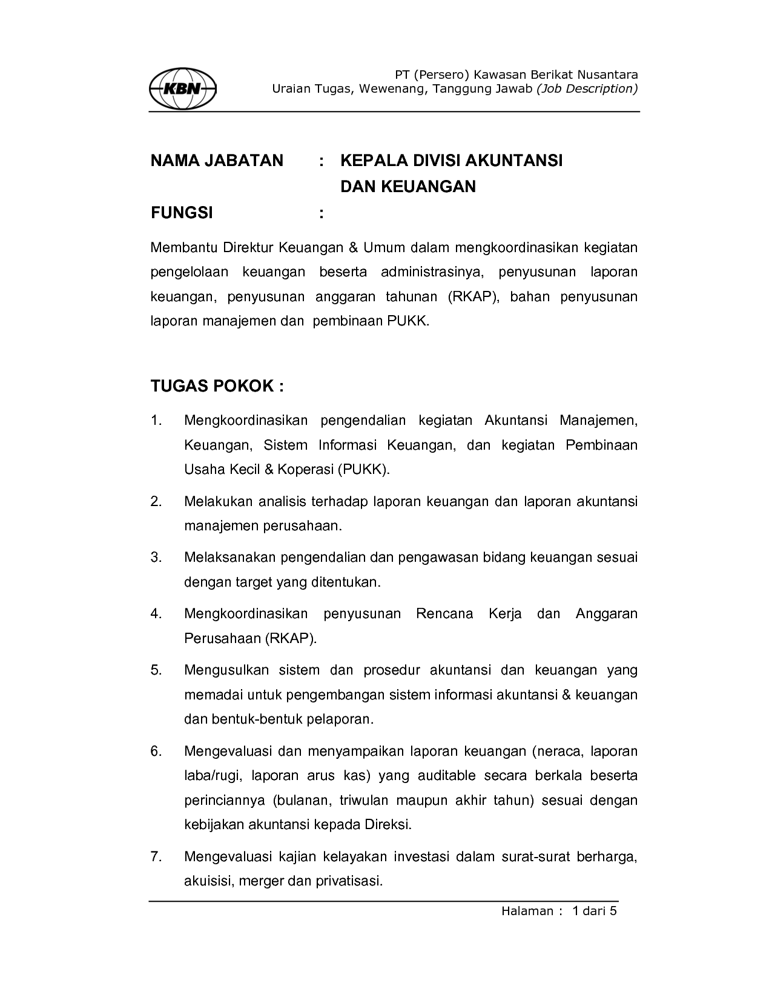 KBN
PT (Persero) Kawasan Berikat Nusantara
Uraian Tugas, Wewenang, Tanggung Jawab (Job Description)
NAMA JABATAN : KEPALA DIVISI AKUNTANSI
DAN KEUANGAN
FUNGSI :
Membantu Direktur Keuangan & Umum dalam mengkoordinasikan kegiatan
pengelolaan keuangan beserta administrasinya, penyusunan laporan
keuangan, penyusunan anggaran tahunan (RKAP), bahan penyusunan
laporan manajemen dan pembinaan PUKK.
TUGAS POKOK :
1. Mengkoordinasikan pengendalian kegiatan Akuntansi Manajemen,
Keuangan, Sistem Informasi Keuangan, dan kegiatan Pembinaan
Usaha Kecil & Koperasi (PUKK).
2. Melakukan analisis terhadap laporan keuangan dan laporan akuntansi
manajemen perusahaan.
3. Melaksanakan pengendalian dan pengawasan bidang keuangan sesuai
dengan target yang ditentukan.
4. Mengkoordinasikan penyusunan Rencana Kerja dan Anggaran
Perusahaan (RKAP).
5. Mengusulkan sistem dan prosedur akuntansi dan keuangan yang
memadai untuk pengembangan sistem informasi akuntansi & keuangan
dan bentuk-bentuk pelaporan.
6. Mengevaluasi dan menyampaikan laporan keuangan (neraca, laporan
laba/rugi, laporan arus kas) yang auditable secara berkala beserta
perinciannya (bulanan, triwulan maupun akhir tahun) sesuai dengan
kebijakan akuntansi kepada Direksi.
7. Mengevaluasi kajian kelayakan investasi dalam surat-surat berharga,
akuisisi, merger dan privatisasi.
Halaman : 1 dari 5